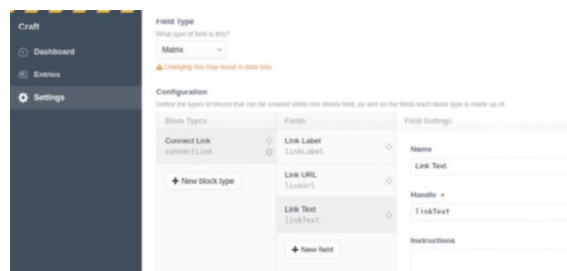 Craft
Dashboard
Entries
Settings
Field Type
What type of field is this?
Matrix
Changing this may result in data loss.
Configuration
Define the types of blocks that can be created within this Matrix field, as well as the fields each block type is made up of.
Block Types
Fields
Field Settings
Connect Link
connectLink
+ New block type
Link Label
linkLabel
Link URL
linkUrl
Link Text
linkText
+ New field
Name
Link Text
Handle
linkText
Instructions